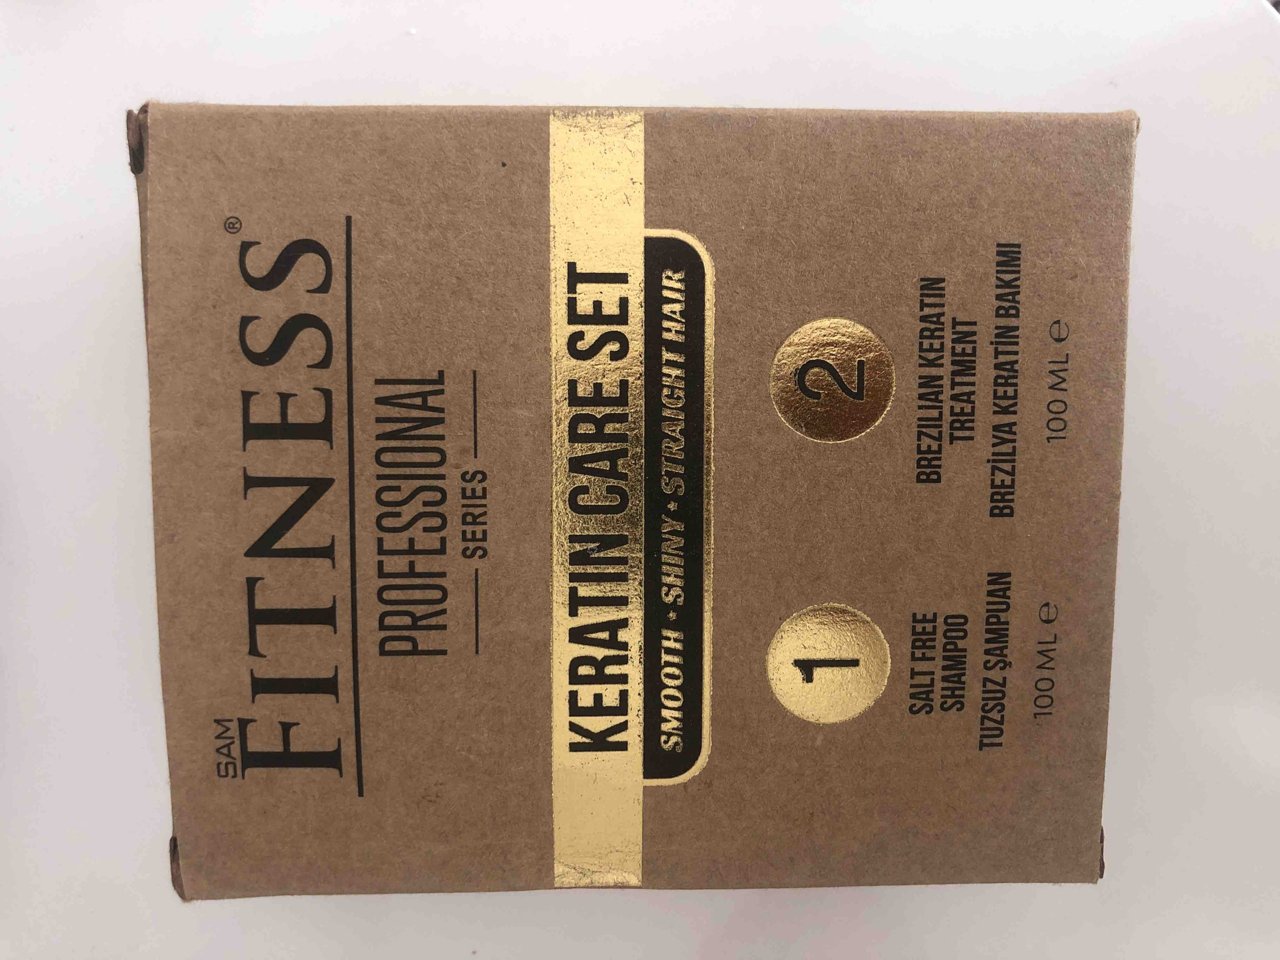 SAM
FITNESS®
PROFESSIONAL
SERIES
KERATIN CARE SET
SMOOTH • SHINY • STRAIGHT HAIR
1
SALT FREE
SHAMPOO
TUZSUZ ŞAMPUAN
100 ML ℮
2
BREZILIAN KERATIN
TREATMENT
BREZİLYA KERATİN BAKIMI
100 ML ℮